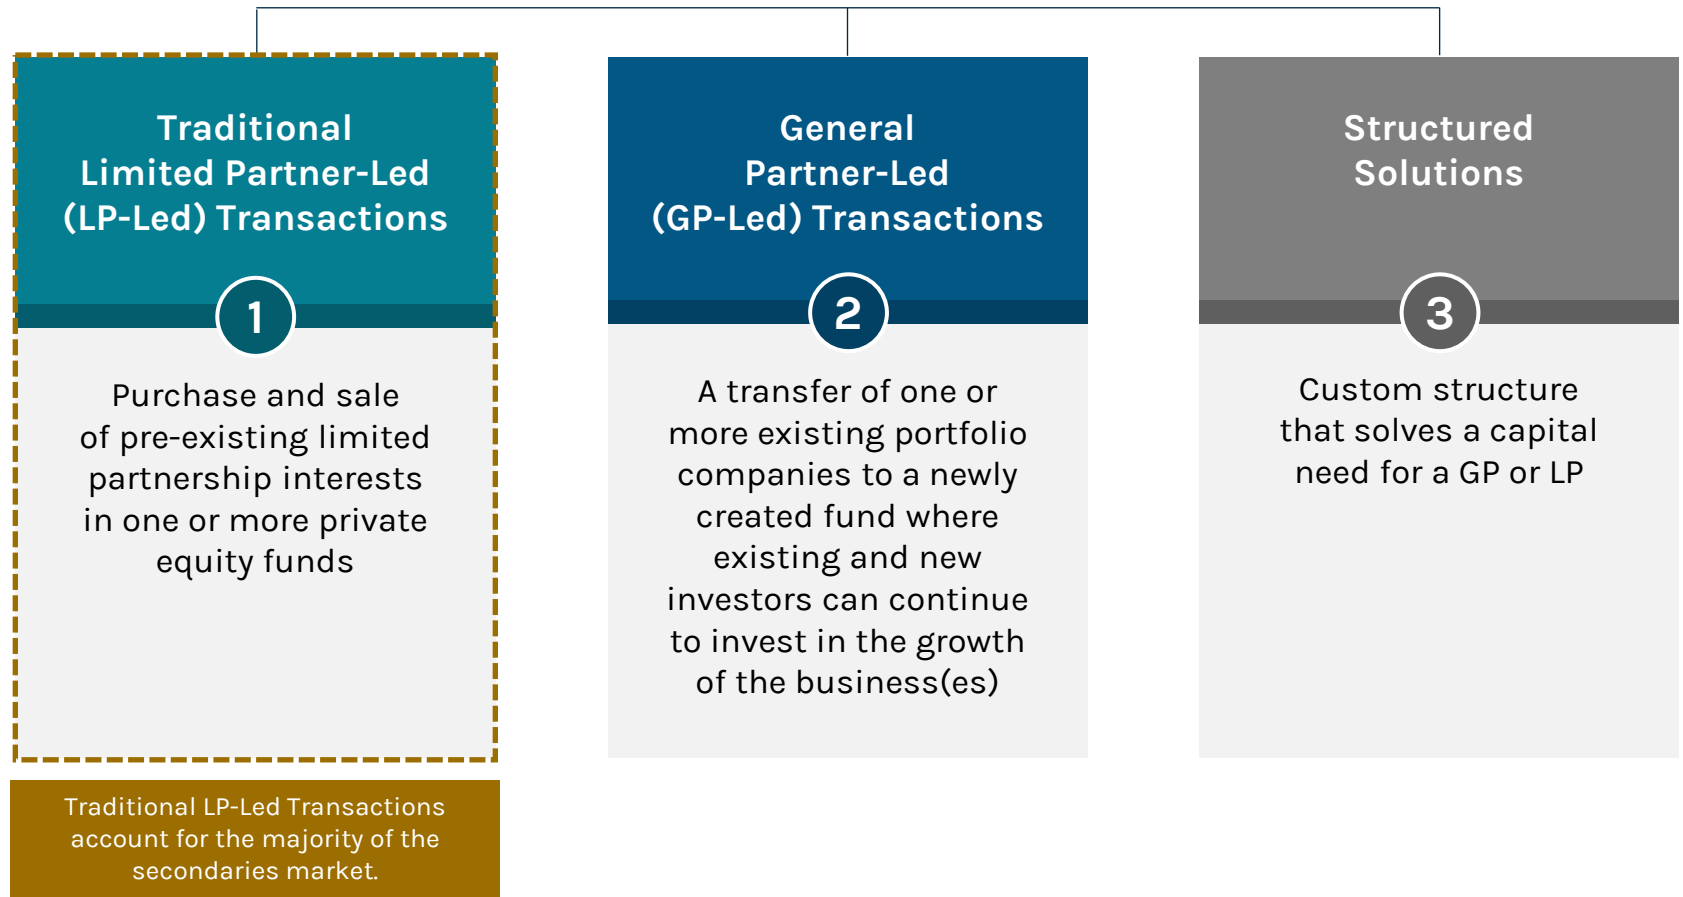 Traditional
Limited Partner-Led
(LP-Led) Transactions
1
Purchase and sale
of pre-existing limited
partnership interests
in one or more private
equity funds
Traditional LP-Led Transactions
account for the majority of the
secondaries market.
General
Partner-Led
(GP-Led) Transactions
2
A transfer of one or
more existing portfolio
companies to a newly
created fund where
existing and new
investors can continue
to invest in the growth
of the business(es)
Structured
Solutions
3
Custom structure
that solves a capital
need for a GP or LP